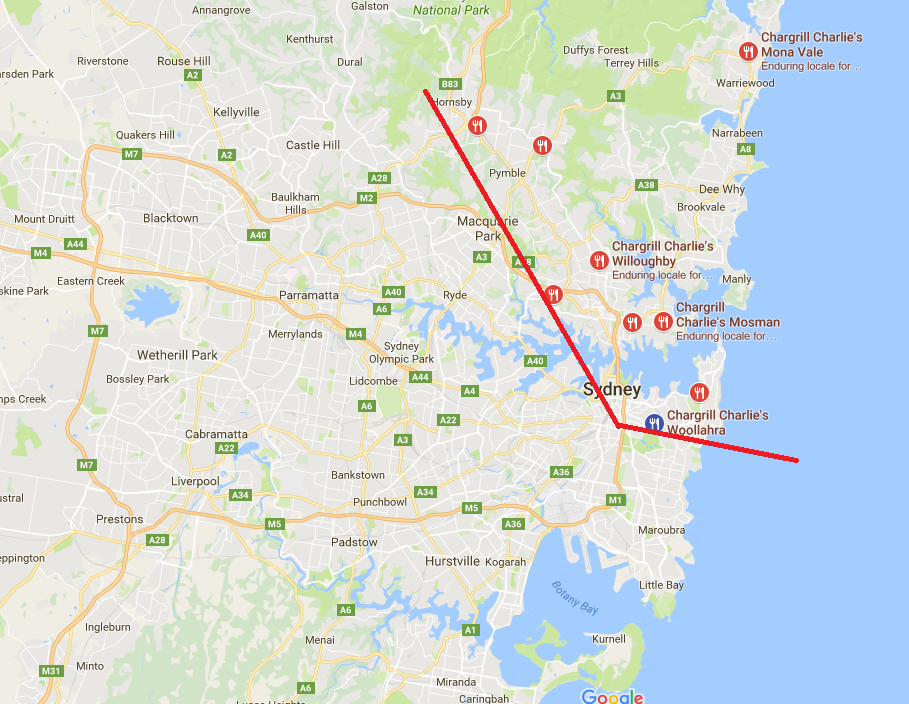 Annangrove
Galston
National Park
Kenthurst
Chargrill Charlie's
Mona Vale
Enduring locale for...
Duffys Forest
Terrey Hills
Riverstone
Rouse Hill
Dural
A2
arsden Park
B83
Warriewood
Hornsby
A3
Kellyville
Quakers Hill
Narrabeen
M7
A2
Castle Hill
A8
Pymble
A28
A38
Dee Why
Baulkham
Hills
M2
Brookvale
Mount Druitt
Blacktown
Macquarie
Park
A40
A44
M4
Chargrill Charlie's
Willoughby
Enduring locale for...
A3
Eastern Creek
Manly
skine Park
Parramatta
A40
Ryde
A6
Chargrill
Charlie's Mosman
Enduring locale for...
M7
Merrylands
M4
Sydney
Olympic Park
Wetherill Park
A40
Bossley Park
Lidcombe
A44
A4
Sydney
mps Creek
A6
Chargrill Charlie's
Woollahra
A22
Cabramatta
A22
A3
M7
Bankstown
A36
Liverpool
A34
A34
Punchbowl
M1
ustral
M5
Prestons
M5
A36
Maroubra
A28
Padstow
eppington
Hurstville
Kogarah
Little Bay
Botany Bay
A6
Ingleburn
A1
Menai
Kurnell
Minto
M31
Miranda
A6
Caringbah
Google